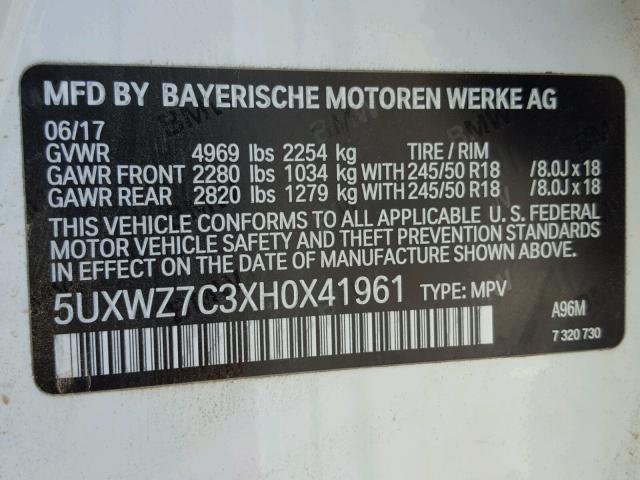 MFD BY BAYERISCHE MOTOREN WERKE AG
06/17
GVWR 4969 lbs 2254 kg TIRE / RIM
GAWR FRONT 2280 lbs 1034 kg WITH 245/50 R18 /8.0J x 18
GAWR REAR 2820 lbs 1279 kg WITH 245/50 R18 /8.0J x 18
THIS VEHICLE CONFORMS TO ALL APPLICABLE U. S. FEDERAL
MOTOR VEHICLE SAFETY AND THEFT PREVENTION STANDARDS
IN EFFECT ON THE DATE OF MANUFACTURE SHOWN ABOVE.
5UXWZ7C3XH0X41961 TYPE: MPV A96M
7 320 730